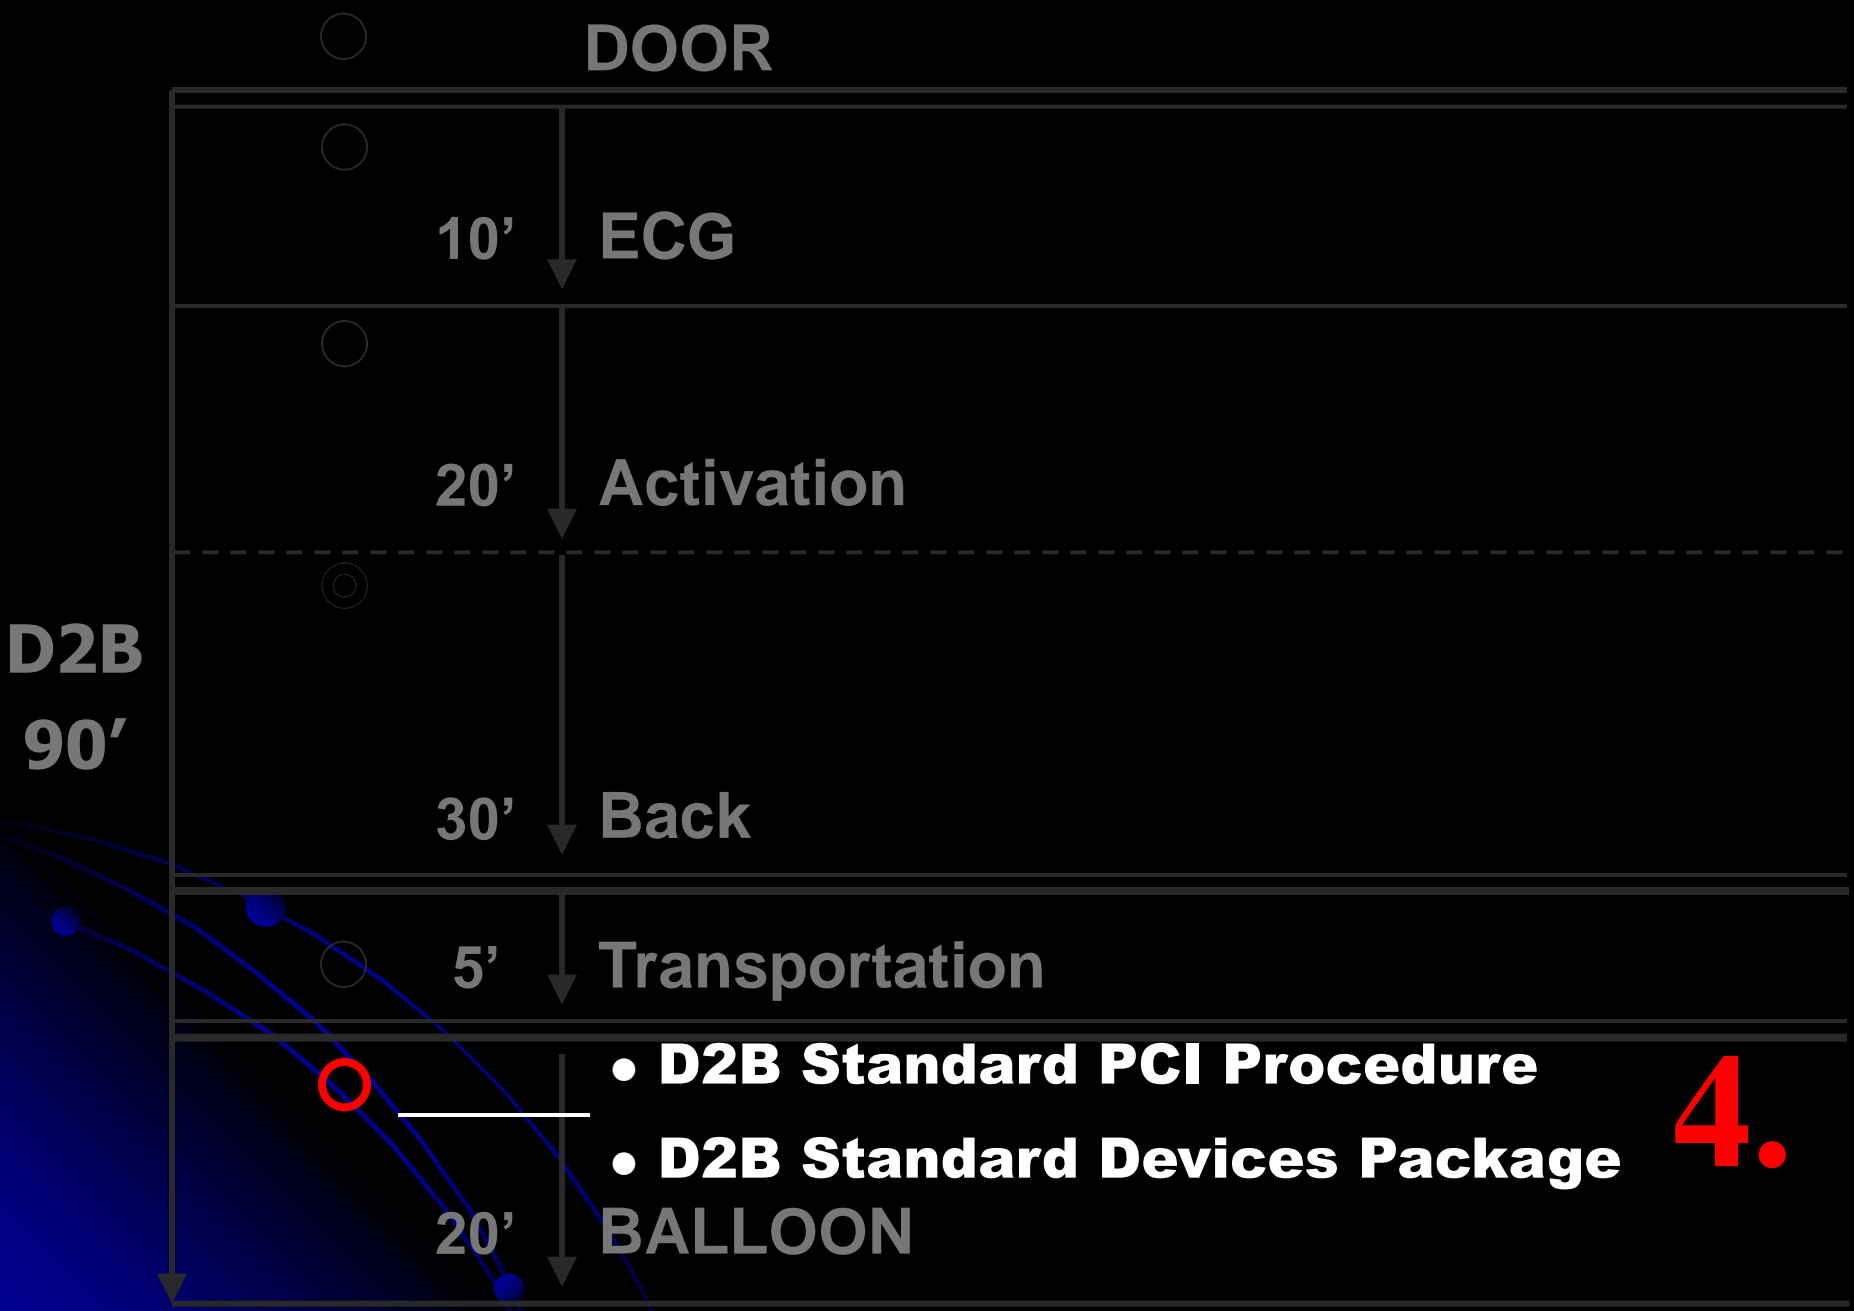 DOOR
10’ ECG
20’ Activation
D2B
90’
30’ Back
5’ Transportation
● D2B Standard PCI Procedure
4.
● D2B Standard Devices Package
20’ BALLOON